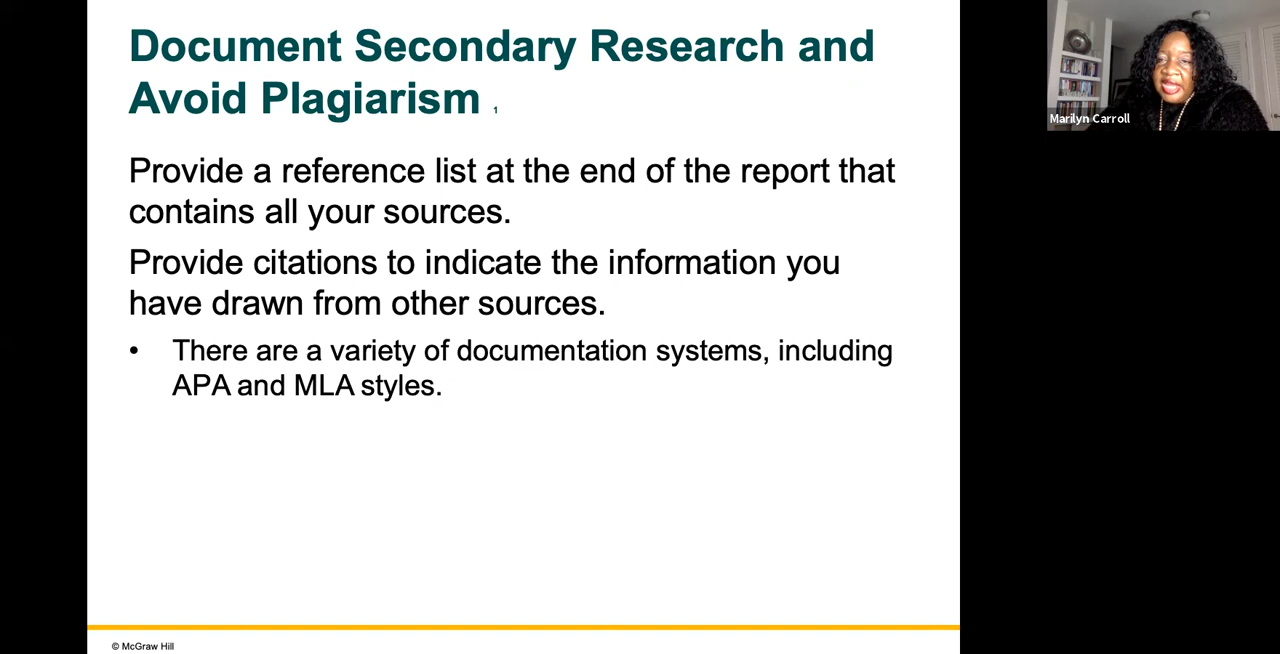 Document Secondary Research and
Avoid Plagiarism 1
Marilyn Carroll
Provide a reference list at the end of the report that
contains all your sources.
Provide citations to indicate the information you
have drawn from other sources.
• There are a variety of documentation systems, including
APA and MLA styles.
© McGraw Hill